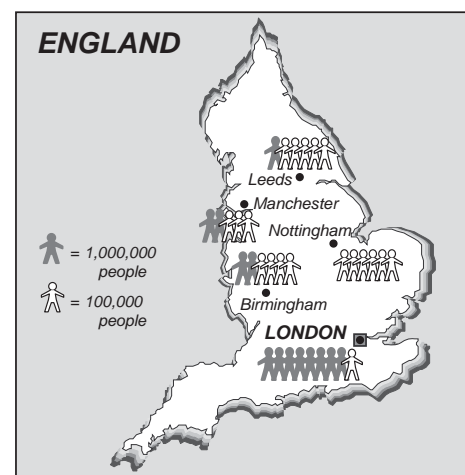 ENGLAND
Leeds
Manchester
Nottingham
= 1,000,000
people
= 100,000
people
Birmingham
LONDON